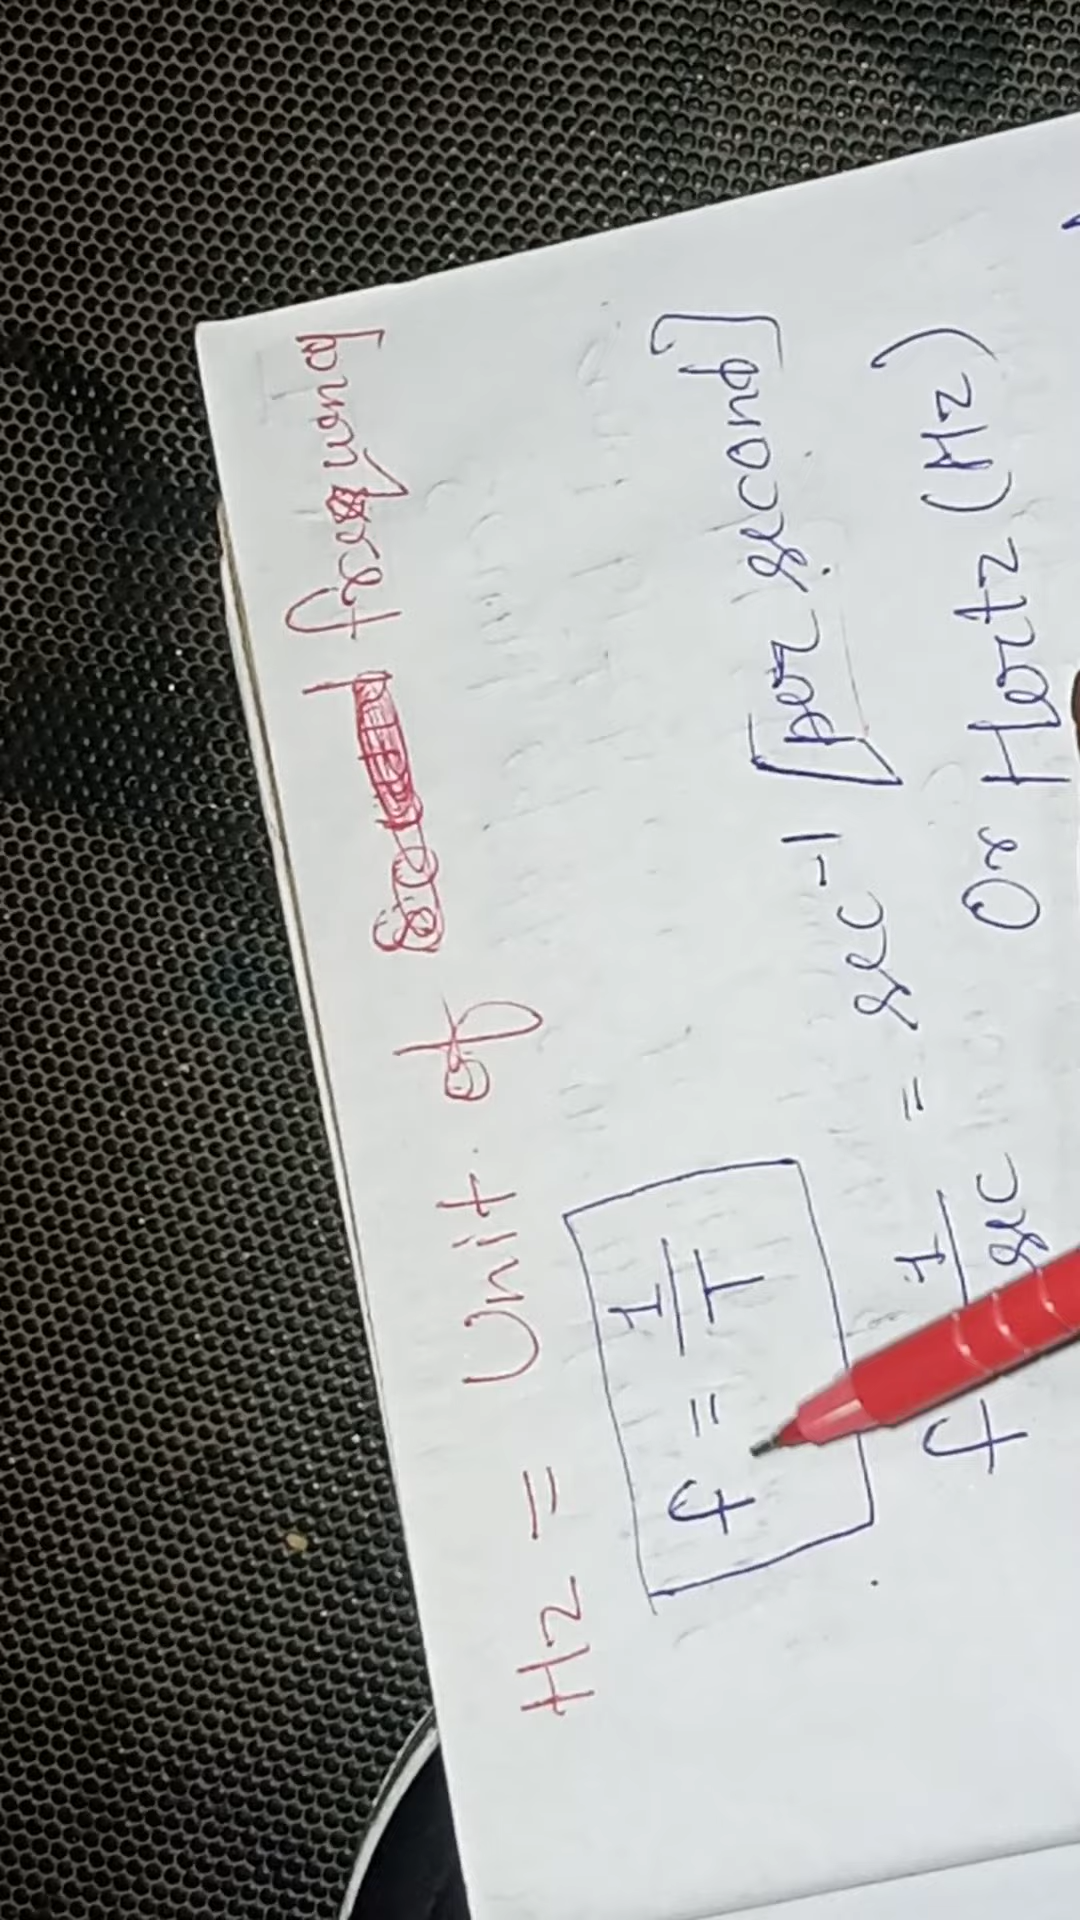 Hz = Unit of frequency
f = 1/T
f 1/sec = sec⁻¹ [per second]
Or Hertz (Hz)